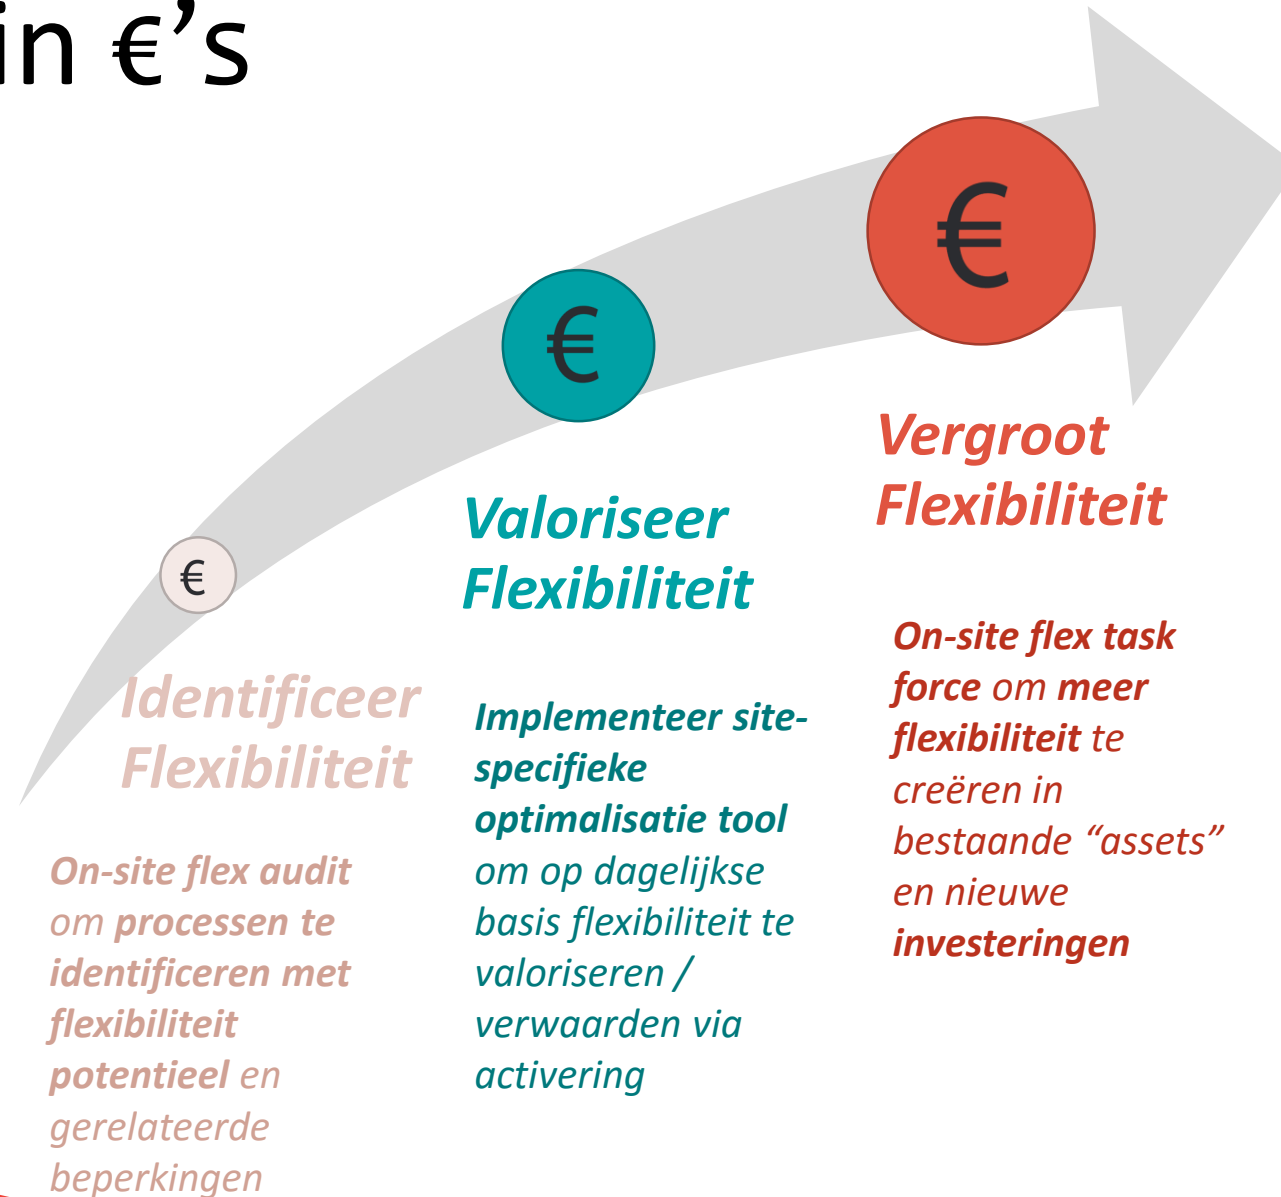 in €’s
€
€
€
Identificeer
Flexibiliteit
On-site flex audit
om processen te
identificeren met
flexibiliteit
potentieel en
gerelateerde
beperkingen
Valoriseer
Flexibiliteit
Implementeer site-
specifieke
optimalisatie tool
om op dagelijkse
basis flexibiliteit te
valoriseren /
verwaarden via
activering
Vergroot
Flexibiliteit
On-site flex task
force om meer
flexibiliteit te
creëren in
bestaande “assets”
en nieuwe
investeringen